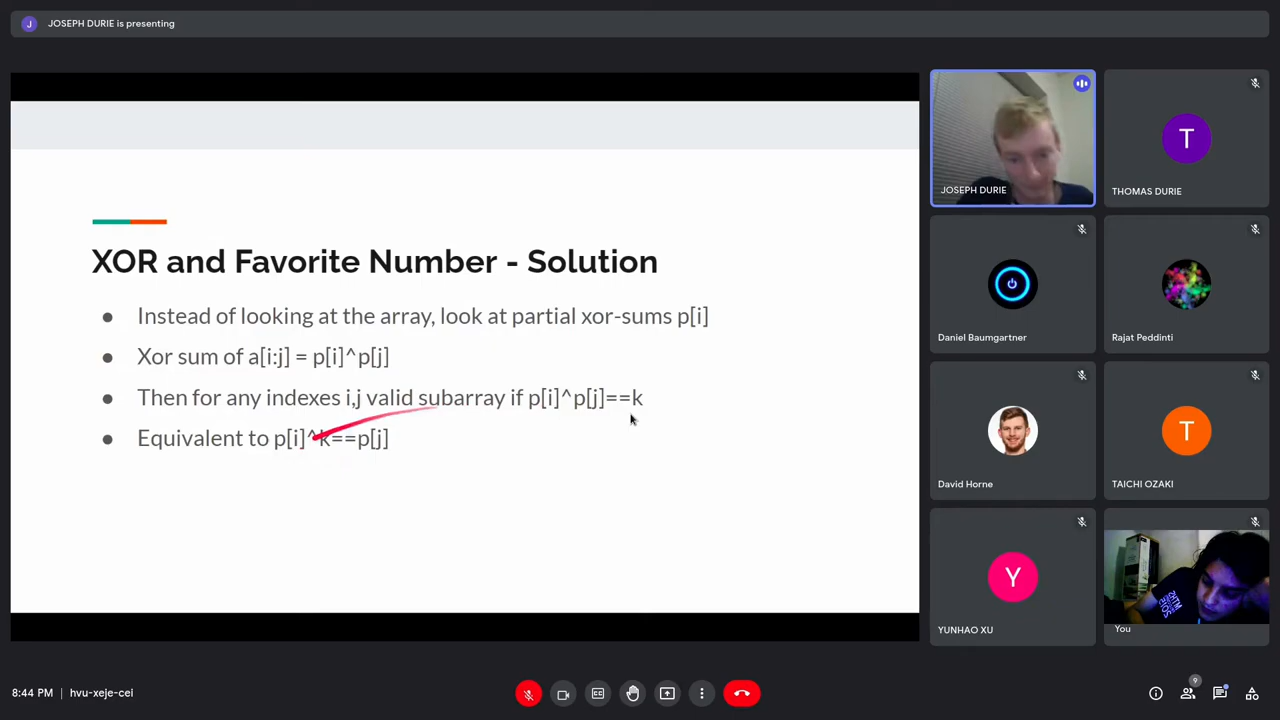 J JOSEPH DURIE is presenting
XOR and Favorite Number - Solution
● Instead of looking at the array, look at partial xor-sums p[i]
● Xor sum of a[i:j] = p[i]^p[j]
● Then for any indexes i,j valid subarray if p[i]^p[j]==k
● Equivalent to p[i]^k==p[j]
JOSEPH DURIE
T
THOMAS DURIE
Daniel Baumgartner
Rajat Peddinti
David Horne
T
TAICHI OZAKI
Y
YUNHAO XU
You
8:44 PM | hvu-xeje-cei
9